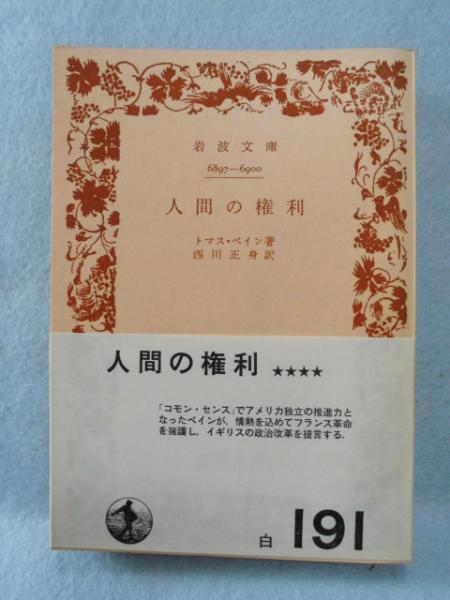 岩波文庫
6897—6900
人間の権利
トマス・ペイン著
西川正身訳
人間の権利 ★★★★
「コモン・センス」でアメリカ独立の推進力と
なったペインが，情熱を込めてフランス革命
を擁護し，イギリスの政治改革を提言する．
白 191